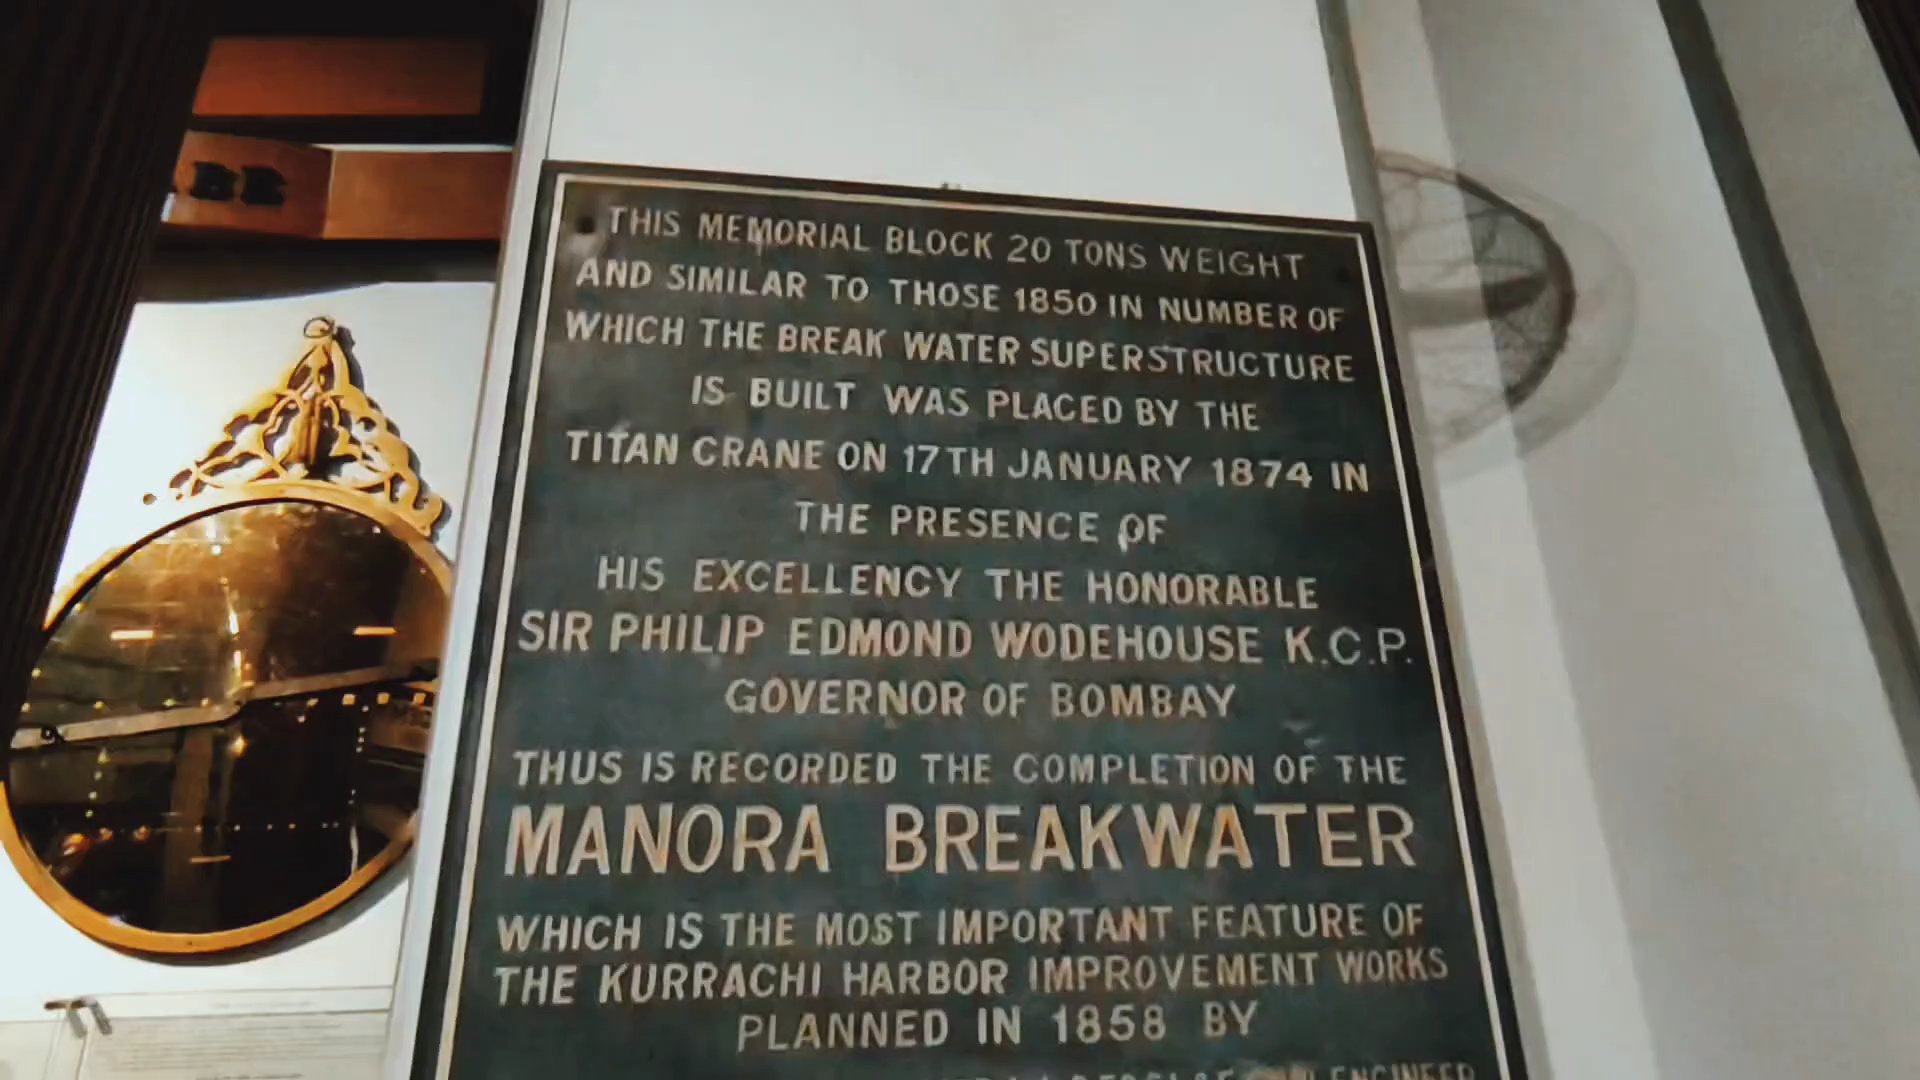 THIS MEMORIAL BLOCK 20 TONS WEIGHT
AND SIMILAR TO THOSE 1850 IN NUMBER OF
WHICH THE BREAK WATER SUPERSTRUCTURE
IS BUILT WAS PLACED BY THE
TITAN CRANE ON 17TH JANUARY 1874 IN
THE PRESENCE OF
HIS EXCELLENCY THE HONORABLE
SIR PHILIP EDMOND WODEHOUSE K.C.P.
GOVERNOR OF BOMBAY
THUS IS RECORDED THE COMPLETION OF THE
MANORA BREAKWATER
WHICH IS THE MOST IMPORTANT FEATURE OF
THE KURRACHI HARBOR IMPROVEMENT WORKS
PLANNED IN 1858 BY
ENGINEER